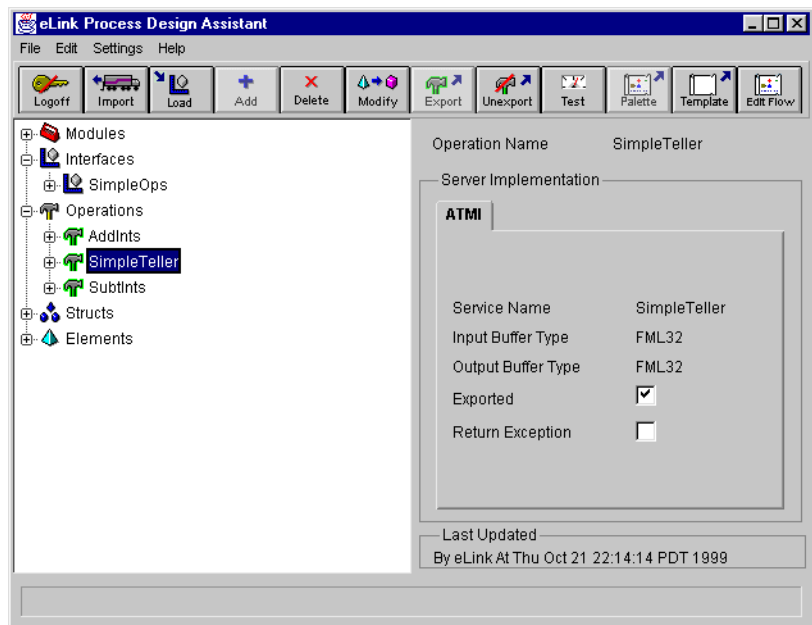 eLink Process Design Assistant
File Edit Settings Help
Logoff Import Load Add Delete Modify Export Unexport Test Palette Template Edit Flow
Modules
Interfaces
SimpleOps
Operations
AddInts
SimpleTeller
SubtInts
Structs
Elements
Operation Name SimpleTeller
Server Implementation
ATMI
Service Name SimpleTeller
Input Buffer Type FML32
Output Buffer Type FML32
Exported
Return Exception
Last Updated
By eLink At Thu Oct 21 22:14:14 PDT 1999